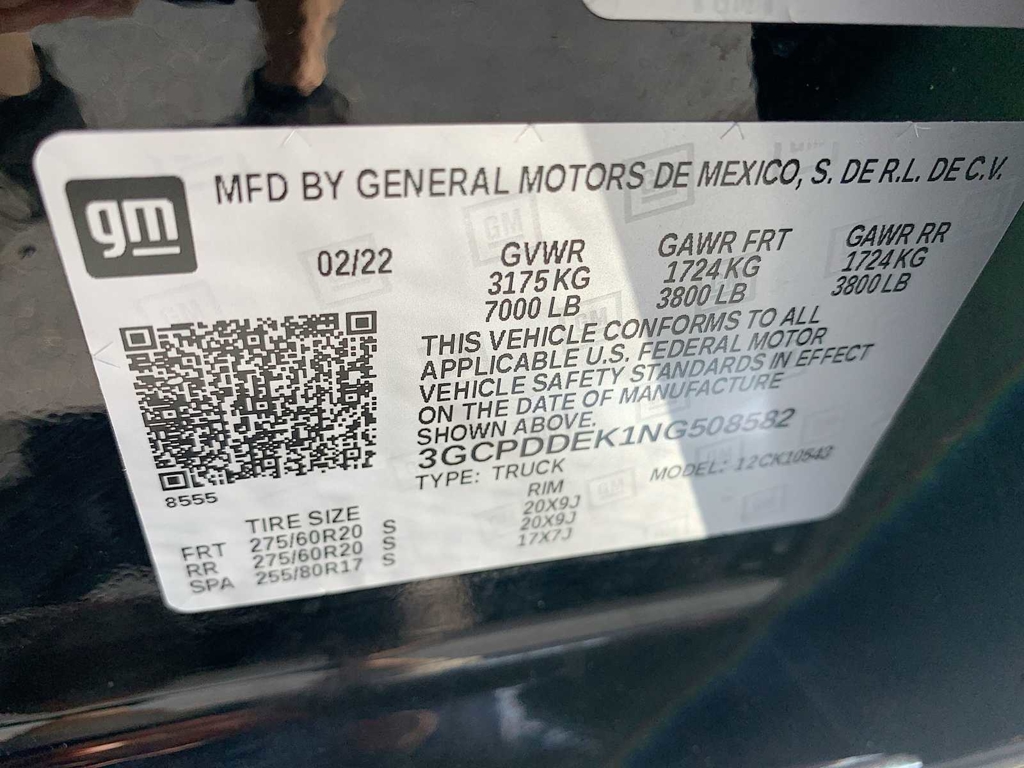 gm
MFD BY GENERAL MOTORS DE MEXICO, S. DE R.L. DE C.V.
02/22
GVWR GAWR FRT GAWR RR
3175 KG 1724 KG 1724 KG
7000 LB 3800 LB 3800 LB
THIS VEHICLE CONFORMS TO ALL
APPLICABLE U.S. FEDERAL MOTOR
VEHICLE SAFETY STANDARDS IN EFFECT
ON THE DATE OF MANUFACTURE
SHOWN ABOVE.
3GCPDDEK1NG508582
TYPE: TRUCK MODEL: 12CK10543
8555
TIRE SIZE RIM
FRT 275/60R20 S 20X9J
RR 275/60R20 S 20X9J
SPA 255/80R17 S 17X7J